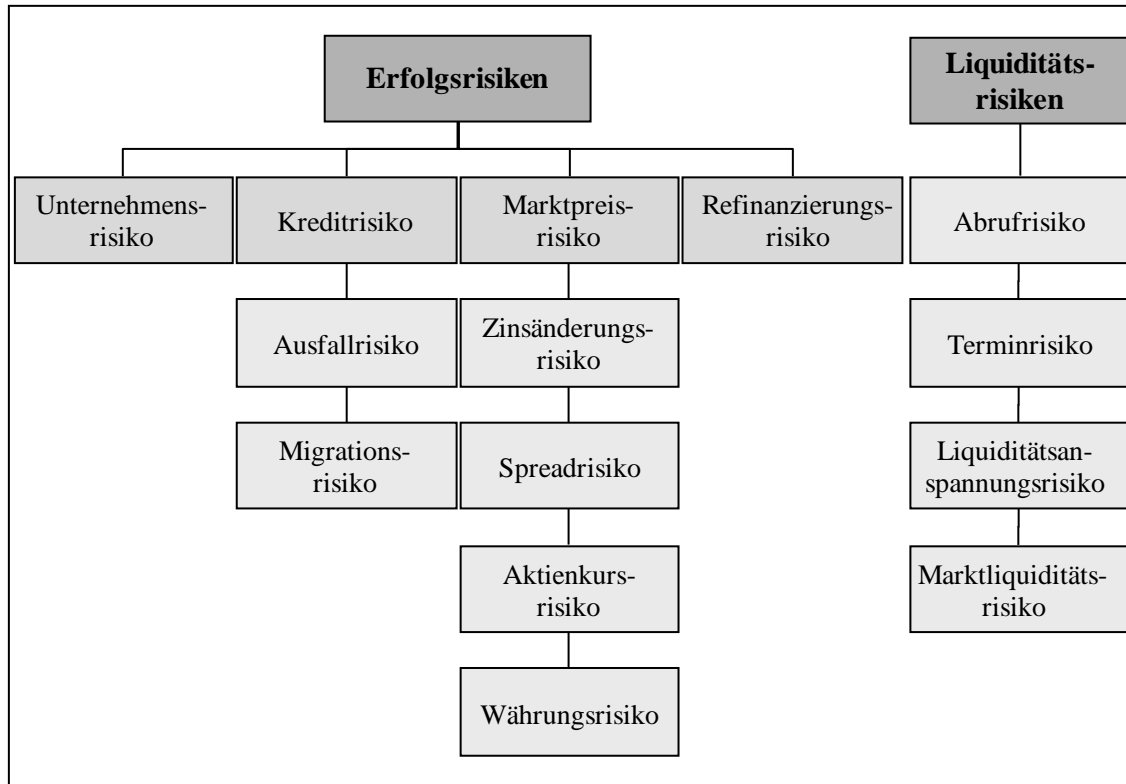 Erfolgsrisiken
Liquiditäts-
risiken
Unternehmens-
risiko
Kreditrisiko
Marktpreis-
risiko
Refinanzierungs-
risiko
Abrufrisiko
Ausfallrisiko
Zinsänderungs-
risiko
Terminrisiko
Migrations-
risiko
Spreadrisiko
Liquiditätsan-
spannungsrisiko
Aktienkurs-
risiko
Marktliquiditäts-
risiko
Währungsrisiko